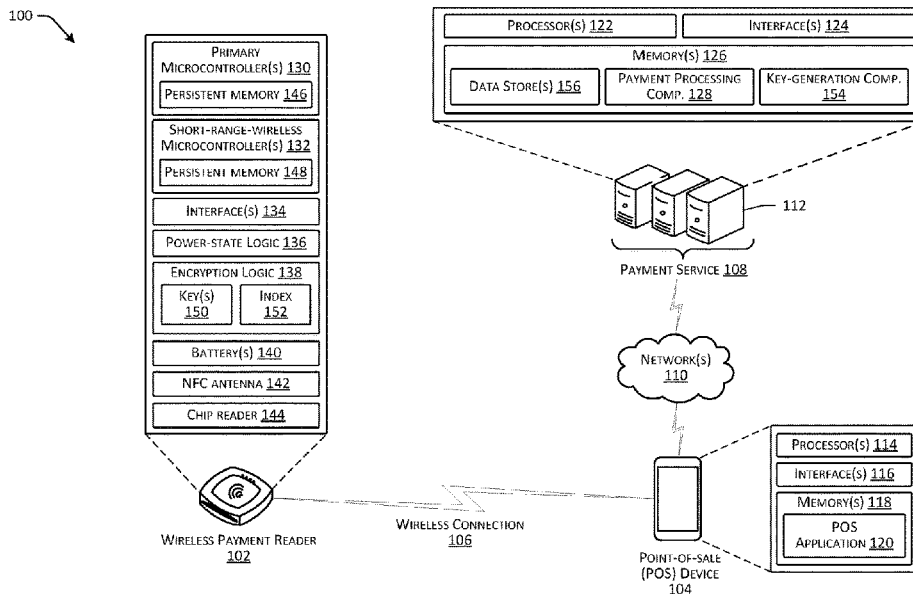 100
PRIMARY
MICROCONTROLLER(S) 130
PERSISTENT MEMORY 146
SHORT-RANGE-WIRELESS
MICROCONTROLLER(S) 132
PERSISTENT MEMORY 148
INTERFACE(S) 134
POWER-STATE LOGIC 136
ENCRYPTION LOGIC 138
KEY(S)
150
INDEX
152
BATTERY(S) 140
NFC ANTENNA 142
CHIP READER 144
WIRELESS PAYMENT READER
102
WIRELESS CONNECTION
106
PROCESSOR(S) 122
INTERFACE(S) 124
MEMORY(S) 126
DATA STORE(S) 156
PAYMENT PROCESSING
COMP. 128
KEY-GENERATION COMP.
154
112
PAYMENT SERVICE 108
NETWORK(S)
110
POINT-OF-SALE
(POS) DEVICE
104
PROCESSOR(S) 114
INTERFACE(S) 116
MEMORY(S) 118
POS
APPLICATION 120